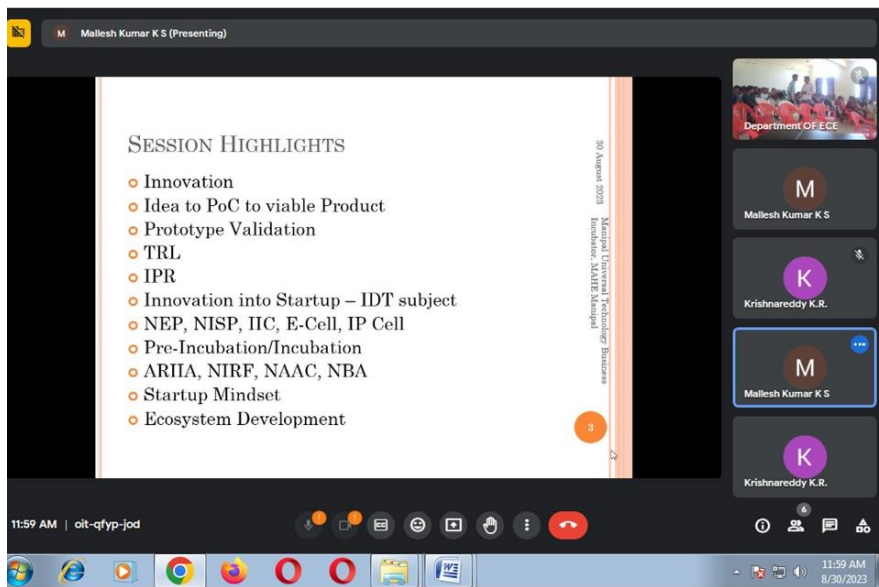 M Mallesh Kumar K S (Presenting)
SESSION HIGHLIGHTS
Innovation
Idea to PoC to viable Product
Prototype Validation
TRL
IPR
Innovation into Startup – IDT subject
NEP, NISP, IIC, E-Cell, IP Cell
Pre-Incubation/Incubation
ARIIA, NIRF, NAAC, NBA
Startup Mindset
Ecosystem Development
30 August 2023
Manipal Universal Technology Business
Incubator, MAHE Manipal
3
Department OF ECE
M
Mallesh Kumar K S
K
Krishnareddy K.R.
M
Mallesh Kumar K S
K
Krishnareddy K.R.
11:59 AM | oit-qfyp-jod
6
11:59 AM
8/30/2023